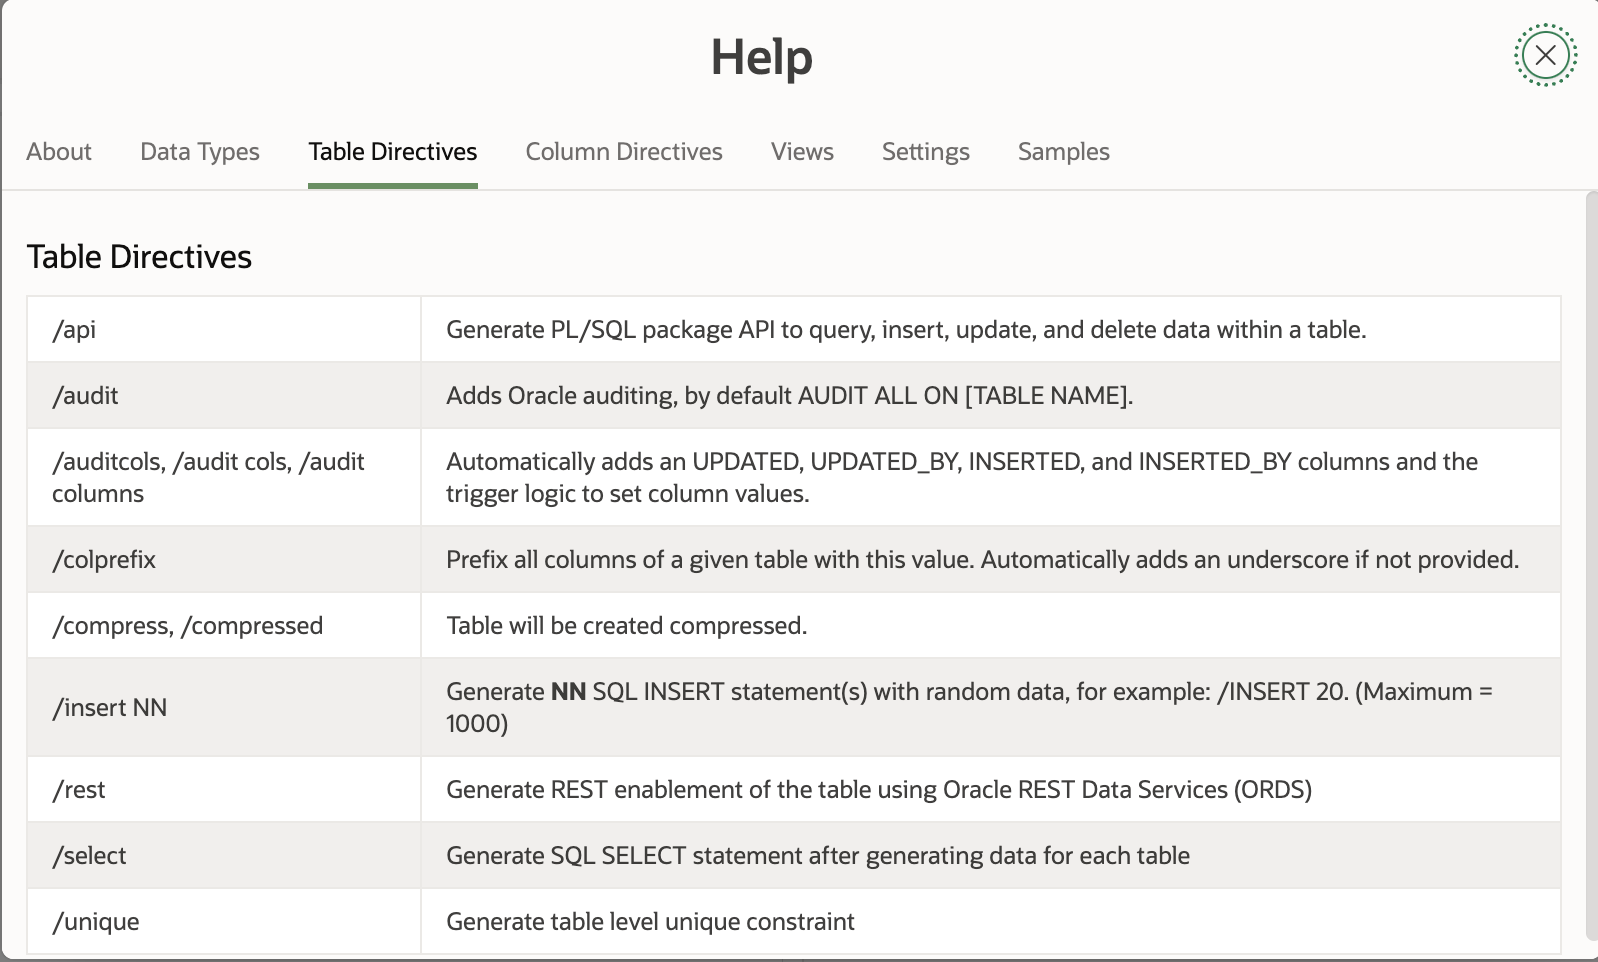 Help
About Data Types Table Directives Column Directives Views Settings Samples
Table Directives
/api Generate PL/SQL package API to query, insert, update, and delete data within a table.
/audit Adds Oracle auditing, by default AUDIT ALL ON [TABLE NAME].
/auditcols, /audit cols, /audit
columns
Automatically adds an UPDATED, UPDATED_BY, INSERTED, and INSERTED_BY columns and the
trigger logic to set column values.
/colprefix Prefix all columns of a given table with this value. Automatically adds an underscore if not provided.
/compress, /compressed Table will be created compressed.
/insert NN
Generate NN SQL INSERT statement(s) with random data, for example: /INSERT 20. (Maximum =
1000)
/rest Generate REST enablement of the table using Oracle REST Data Services (ORDS)
/select Generate SQL SELECT statement after generating data for each table
/unique Generate table level unique constraint